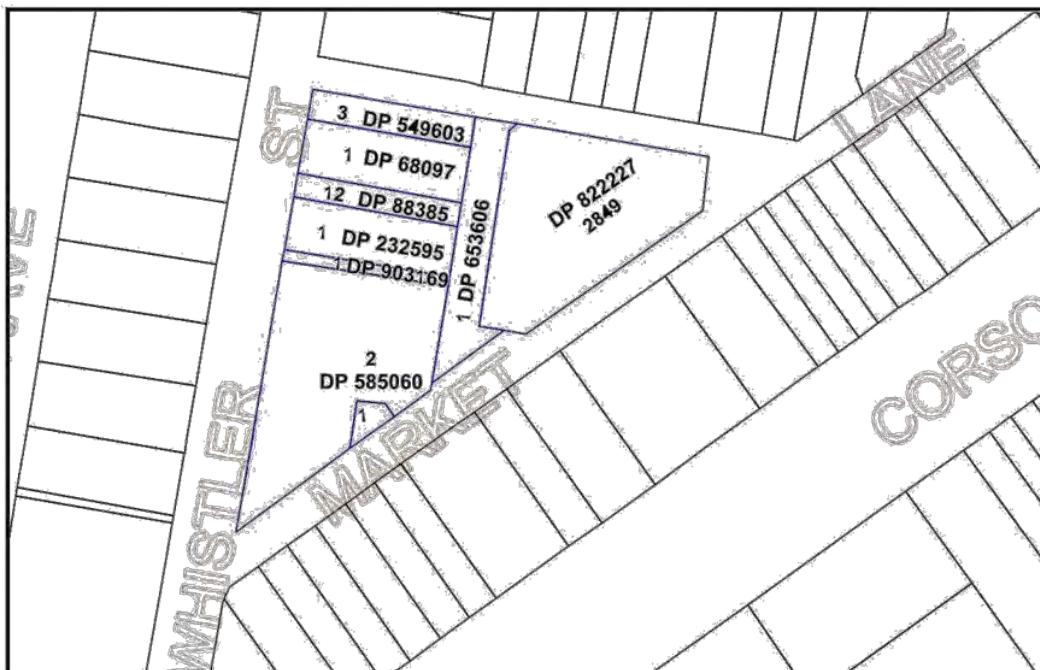 LANE
ST
3 DP 549603
1 DP 68097
12 DP 88385
1 DP 232595
1 DP 903169
1 DP 653606
DP 822227
2849
2
DP 585060
1
MARKET
CORSO
WHISTLER